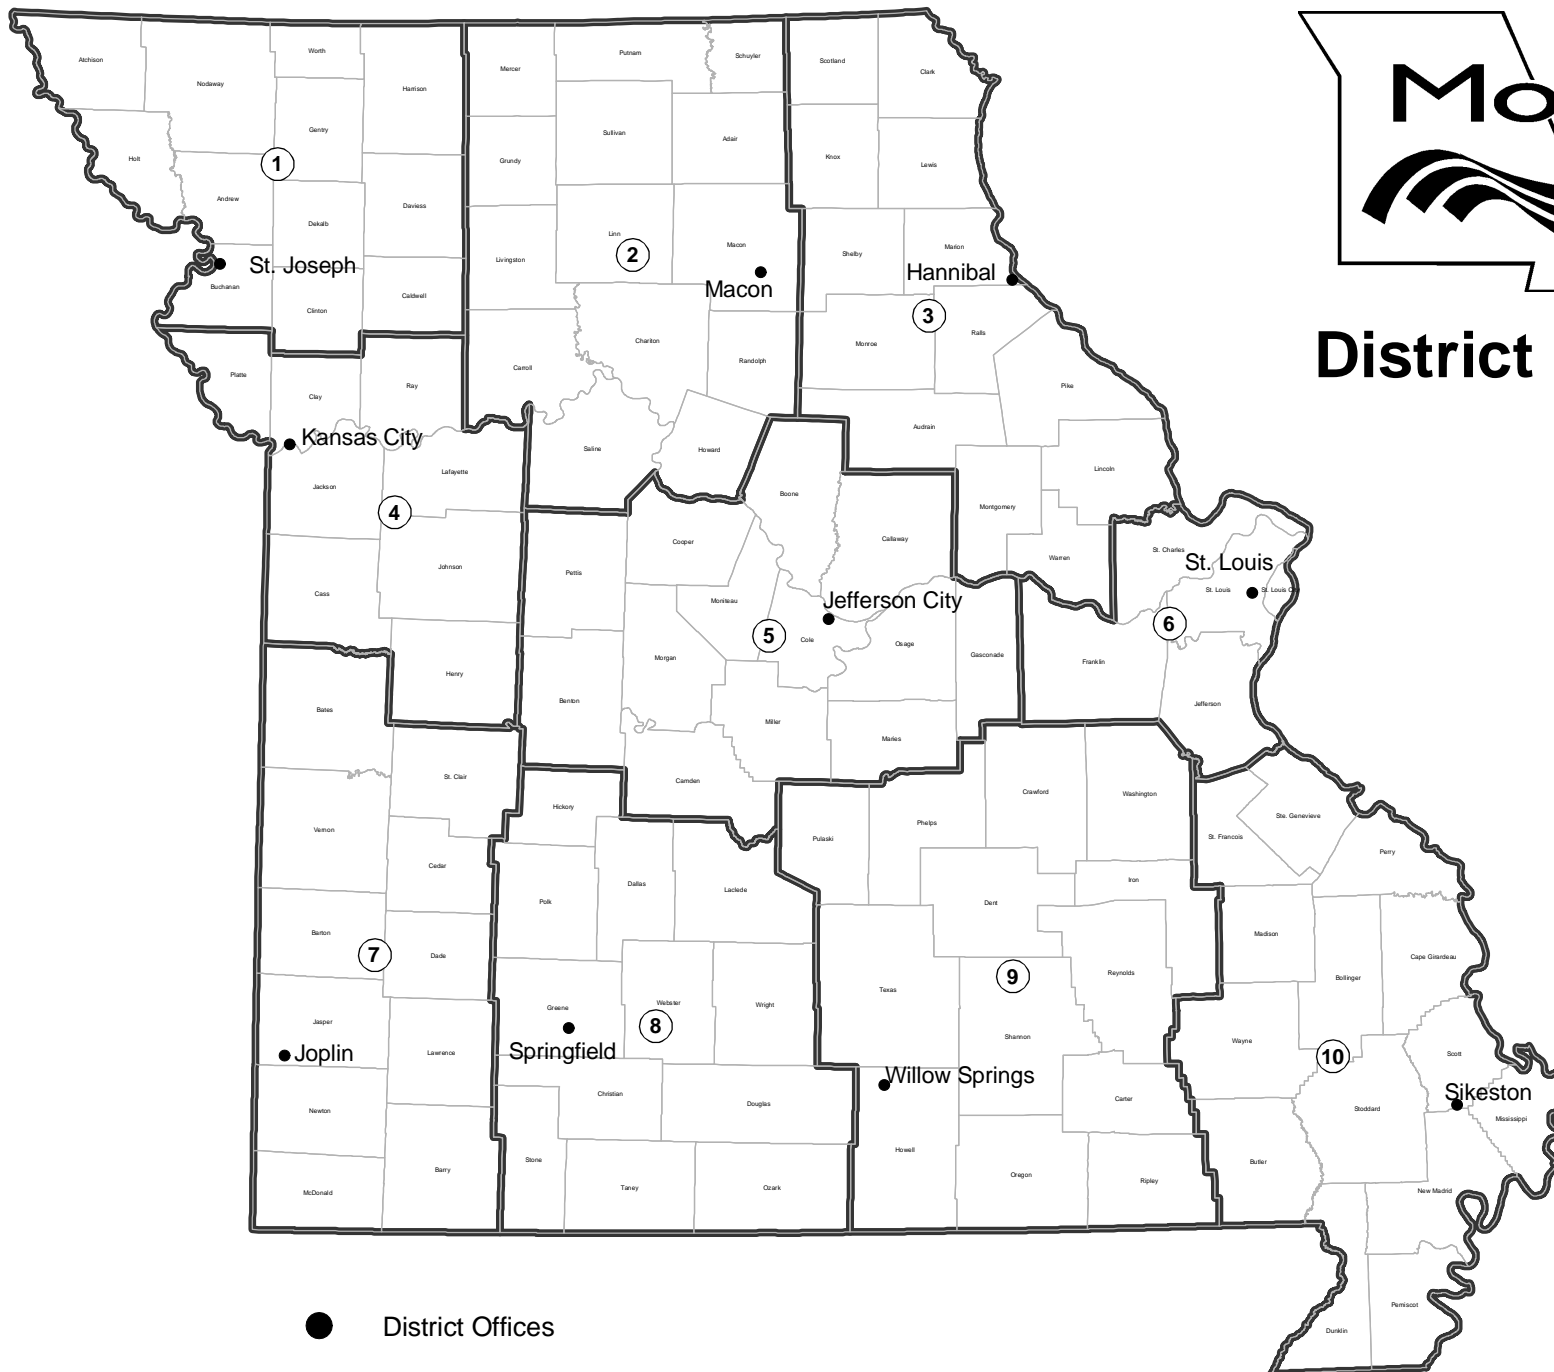 Mo
District
Atchison
Nodaway
Worth
Harrison
Mercer
Putnam
Schuyler
Scotland
Clark
Holt
Gentry
Sullivan
Adair
Knox
Lewis
Grundy
1
Andrew
Dekalb
Daviess
Linn
2
Macon
Livingston
Shelby
Marion
St. Joseph
Buchanan
Clinton
Caldwell
Macon
Hannibal
3
Ralls
Monroe
Chariton
Randolph
Carroll
Platte
Clay
Ray
Pike
Audrain
Kansas City
Saline
Howard
Lafayette
Lincoln
Jackson
Boone
4
Montgomery
Cooper
Callaway
St. Charles
Warren
St. Louis
St. Louis
Johnson
Pettis
Cass
Moniteau
Jefferson City
5
Cole
6
Osage
Gasconade
Franklin
Morgan
Henry
Benton
Jefferson
Bates
Miller
Maries
St. Clair
Camden
Crawford
Washington
Hickory
Phelps
Pulaski
Ste. Genevieve
St. Francois
Vernon
Perry
Cedar
Dallas
Laclede
Iron
Polk
Dent
Barton
Madison
7
Dade
Cape Girardeau
Bollinger
9
Reynolds
Texas
Greene
Webster
Wright
8
Jasper
Shannon
Wayne
Joplin
Lawrence
Springfield
10
Scott
Willow Springs
Sikeston
Christian
Douglas
Carter
Stoddard
Mississippi
Newton
Howell
Stone
Barry
Taney
Ozark
Oregon
Ripley
Butler
New Madrid
McDonald
Pemiscot
Dunklin
District Offices